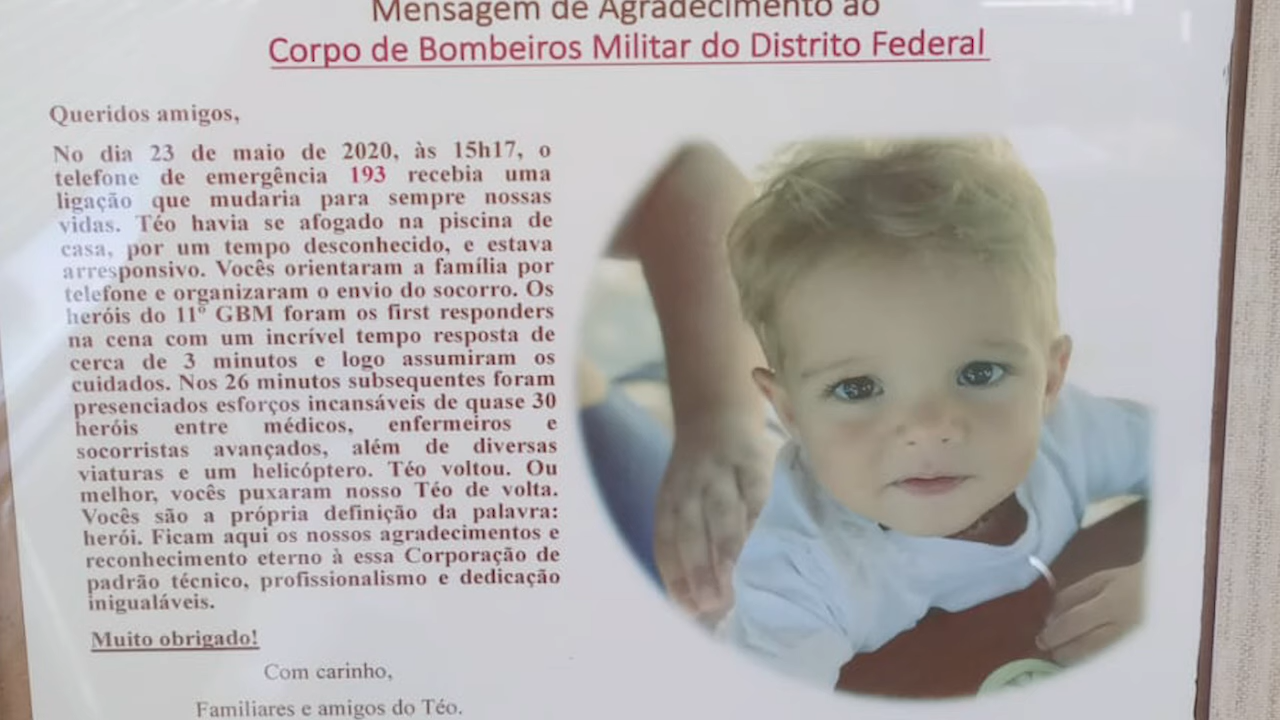 Mensagem de Agradecimento ao
Corpo de Bombeiros Militar do Distrito Federal
Queridos amigos,
No dia 23 de maio de 2020, às 15h17, o
telefone de emergência 193 recebia uma
ligação que mudaria para sempre nossas
vidas. Téo havia se afogado na piscina de
casa, por um tempo desconhecido, e estava
arresponsivo. Vocês orientaram a família por
telefone e organizaram o envio do socorro. Os
heróis do 11º GBM foram os first responders
na cena com um incrível tempo resposta de
cerca de 3 minutos e logo assumiram os
cuidados. Nos 26 minutos subsequentes foram
presenciados esforços incansáveis de quase 30
heróis entre médicos, enfermeiros e
socorristas avançados, além de diversas
viaturas e um helicóptero. Téo voltou. Ou
melhor, vocês puxaram nosso Téo de volta.
Vocês são a própria definição da palavra:
herói. Ficam aqui os nossos agradecimentos e
reconhecimento eterno à essa Corporação de
padrão técnico, profissionalismo e dedicação
inigualáveis.
Muito obrigado!
Com carinho,
Familiares e amigos do Téo.